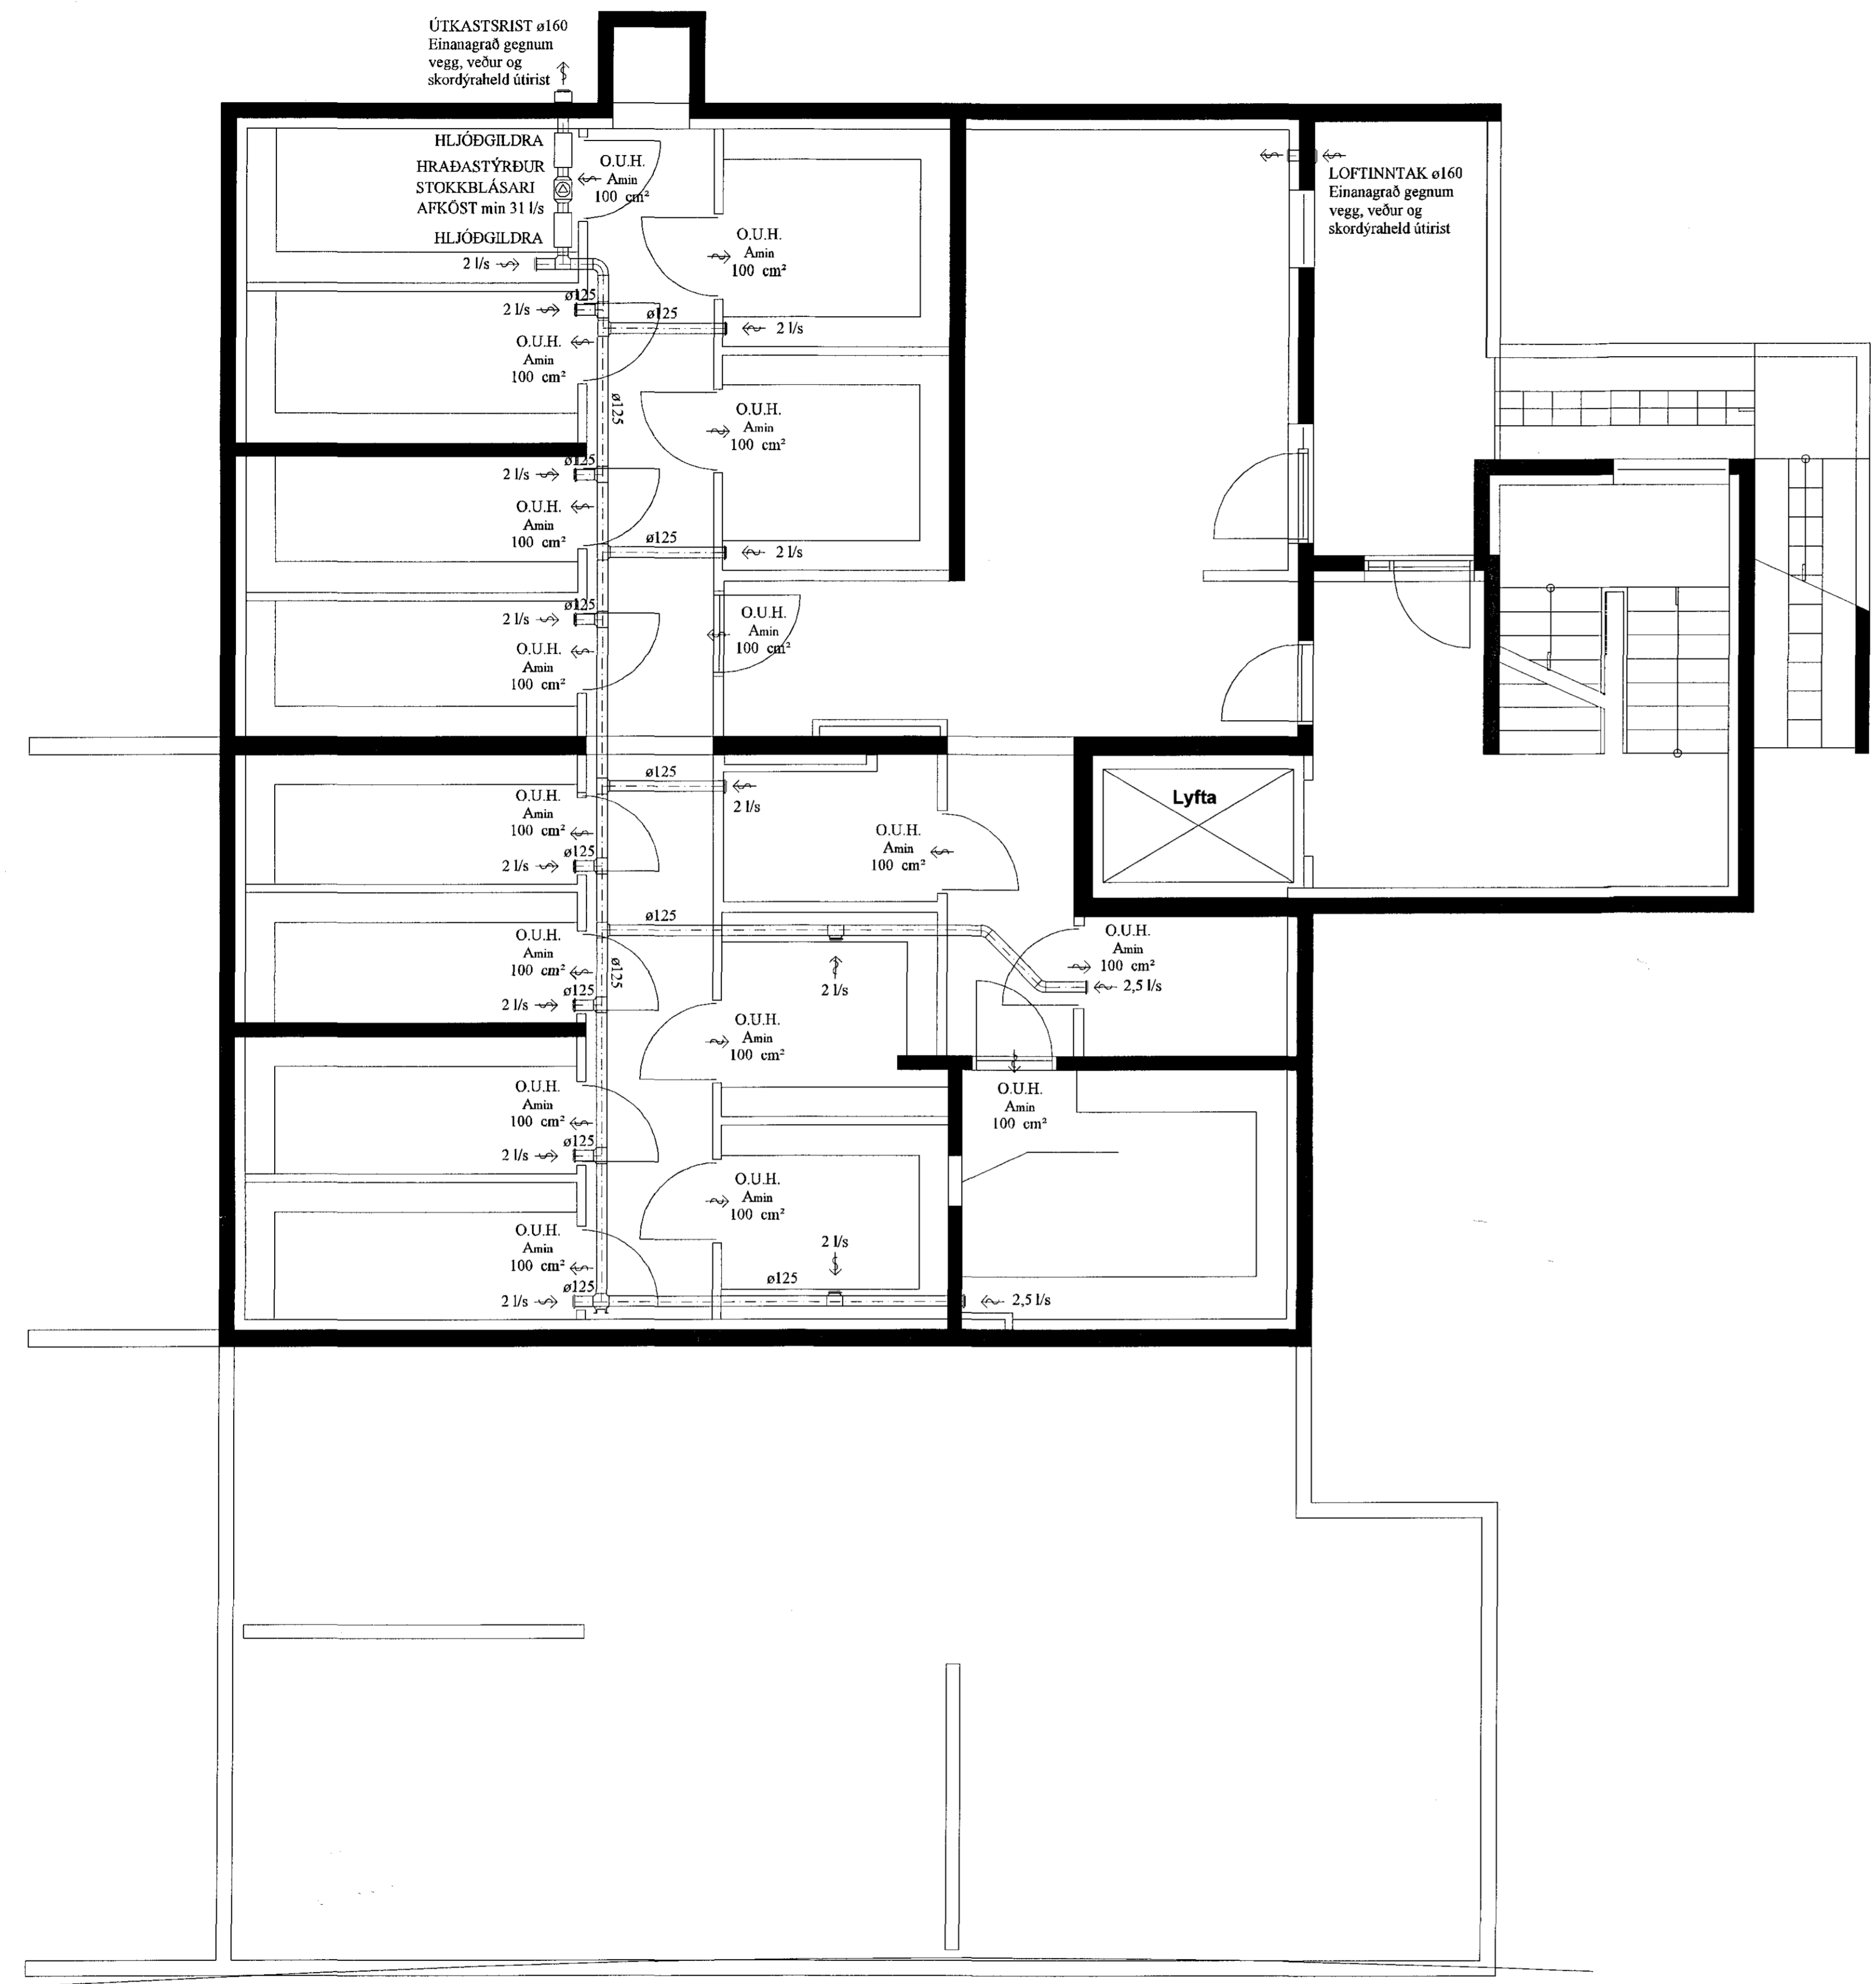 ÚTKASTSRIST ø160
Einanagrað gegnum
vegg, veður og
skordýraheld útirist
HLJÓÐGILDRA
HRAÐASTÝRÐUR
STOKKBLÁSARI
AFKÖST min 31 l/s
HLJÓÐGILDRA
O.U.H.
Amin
100 cm²
LOFTINNTAK ø160
Einanagrað gegnum
vegg, veður og
skordýraheld útirist
O.U.H.
Amin
100 cm²
2 l/s
ø125
2 l/s
ø125
2 l/s
O.U.H.
Amin
100 cm²
ø125
O.U.H.
Amin
100 cm²
ø125
2 l/s
O.U.H.
Amin
100 cm²
ø125
2 l/s
ø125
2 l/s
O.U.H.
Amin
100 cm²
O.U.H.
Amin
100 cm²
ø125
2 l/s
O.U.H.
Amin
100 cm²
Lyfta
O.U.H.
Amin
100 cm²
ø125
2 l/s
ø125
O.U.H.
Amin
100 cm²
2,5 l/s
O.U.H.
Amin
100 cm²
ø125
ø125
2 l/s
2 l/s
O.U.H.
Amin
100 cm²
O.U.H.
Amin
100 cm²
O.U.H.
Amin
100 cm²
ø125
2 l/s
O.U.H.
Amin
100 cm²
O.U.H.
Amin
100 cm²
2 l/s
ø125
ø125
2 l/s
2,5 l/s